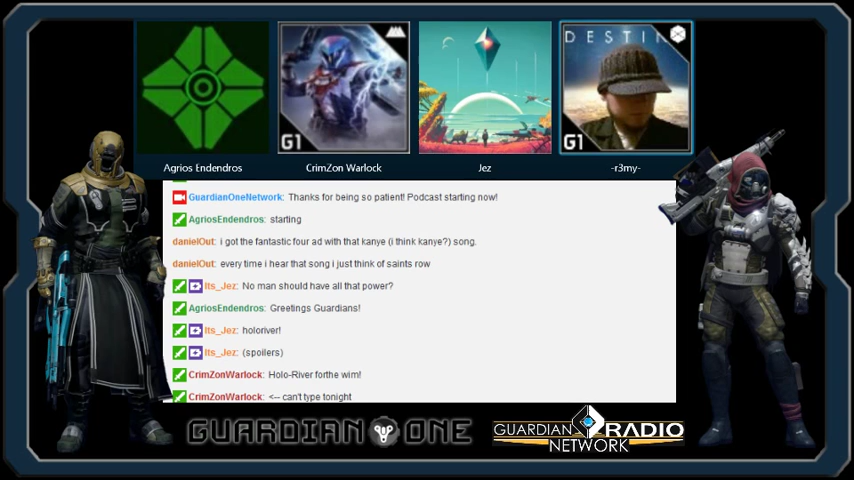 DESTIN
G1
G1
Agrios Endendros
CrimZon Warlock
Jez
-r3my-
GuardianOneNetwork: Thanks for being so patient! Podcast starting now!
AgriosEndendros: starting
danielOut: i got the fantastic four ad with that kanye (i think kanye?) song.
danielOut: every time i hear that song i just think of saints row
Its_Jez: No man should have all that power?
AgriosEndendros: Greetings Guardians!
Its_Jez: holoriver!
Its_Jez: (spoilers)
CrimZonWarlock: Holo-River forthe wim!
CrimZonWarlock: <-- can't type tonight
GUARDIAN ONE
GUARDIAN RADIO
NETWORK